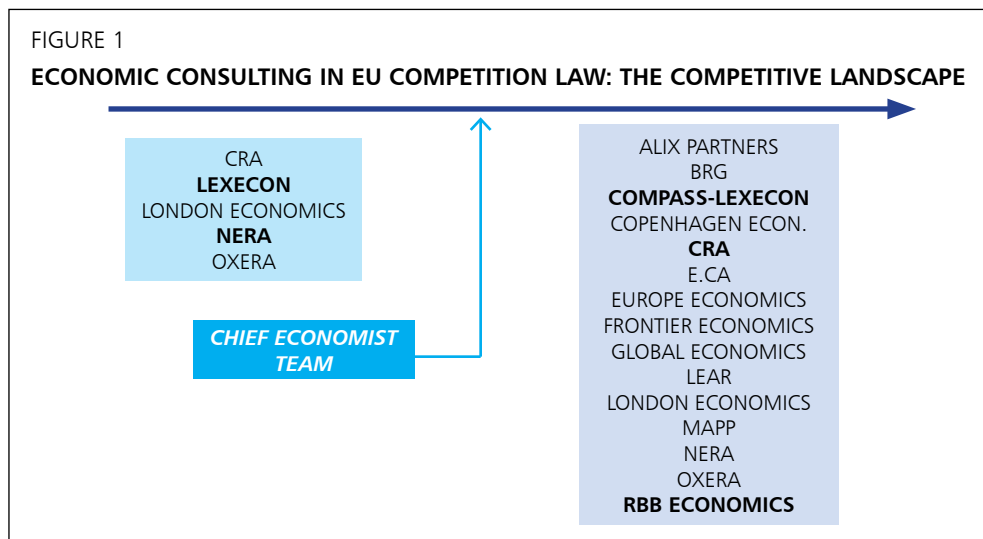 FIGURE 1
ECONOMIC CONSULTING IN EU COMPETITION LAW: THE COMPETITIVE LANDSCAPE
CRA
LEXECON
LONDON ECONOMICS
NERA
OXERA
CHIEF ECONOMIST
TEAM
ALIX PARTNERS
BRG
COMPASS-LEXECON
COPENHAGEN ECON.
CRA
E.CA
EUROPE ECONOMICS
FRONTIER ECONOMICS
GLOBAL ECONOMICS
LEAR
LONDON ECONOMICS
MAPP
NERA
OXERA
RBB ECONOMICS